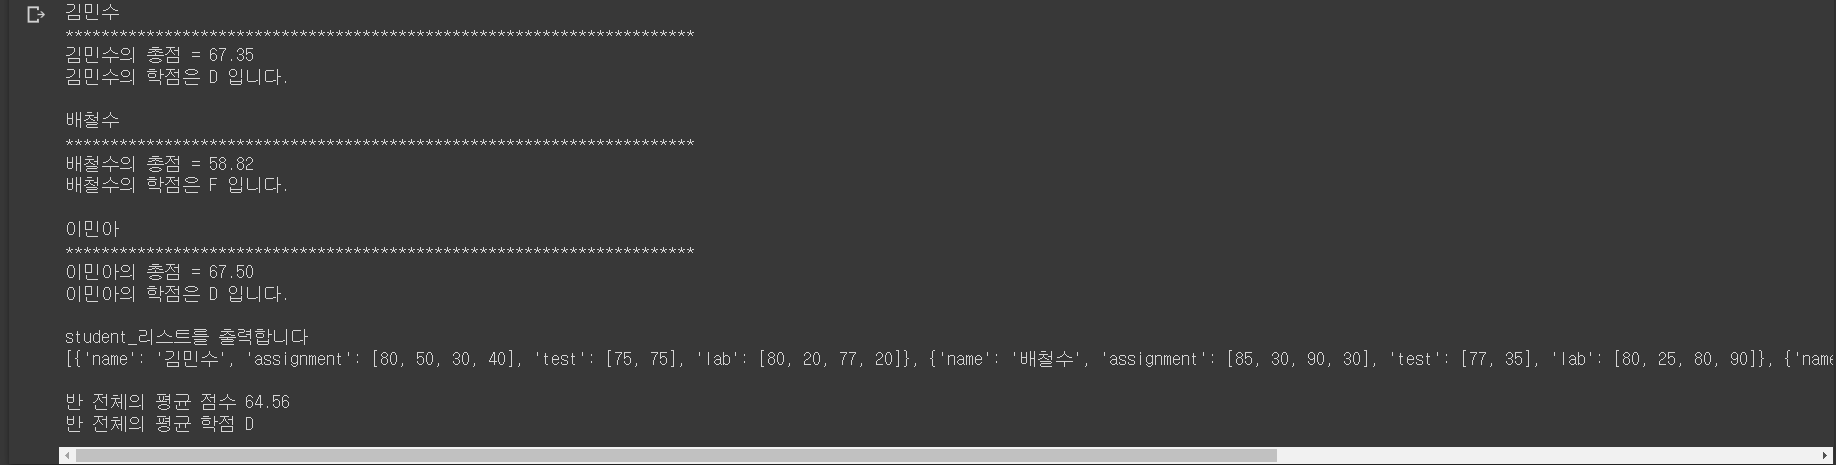 김민수
**********************************************************************
김민수의 총점 = 67.35
김민수의 학점은 D 입니다.
배철수
**********************************************************************
배철수의 총점 = 58.82
배철수의 학점은 F 입니다.
이민아
**********************************************************************
이민아의 총점 = 67.50
이민아의 학점은 D 입니다.
student_리스트를 출력합니다
[{'name': '김민수', 'assignment': [80, 50, 30, 40], 'test': [75, 75], 'lab': [80, 20, 77, 20]}, {'name': '배철수', 'assignment': [85, 30, 90, 30], 'test': [77, 35], 'lab': [80, 25, 80, 90]}, {'name
반 전체의 평균 점수 64.56
반 전체의 평균 학점 D